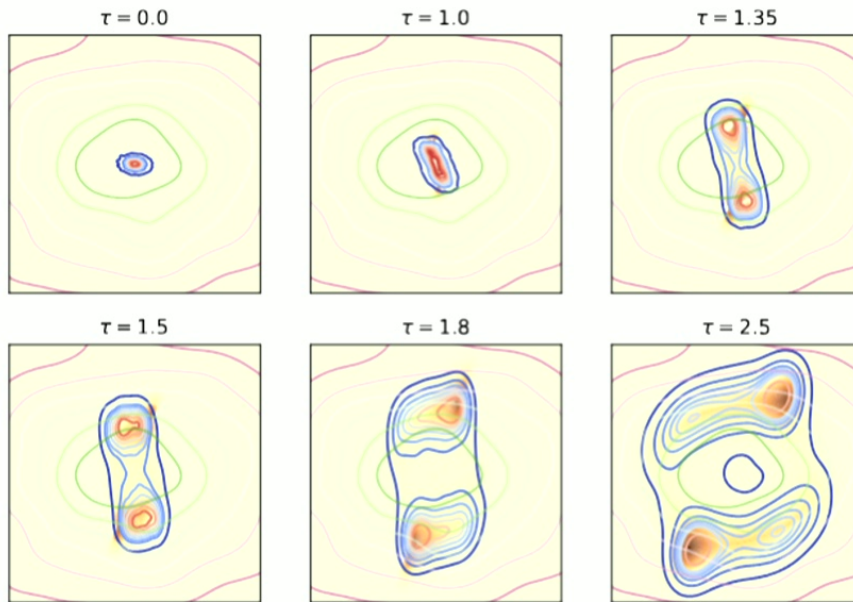 τ = 0.0
τ = 1.0
τ = 1.35
τ = 1.5
τ = 1.8
τ = 2.5